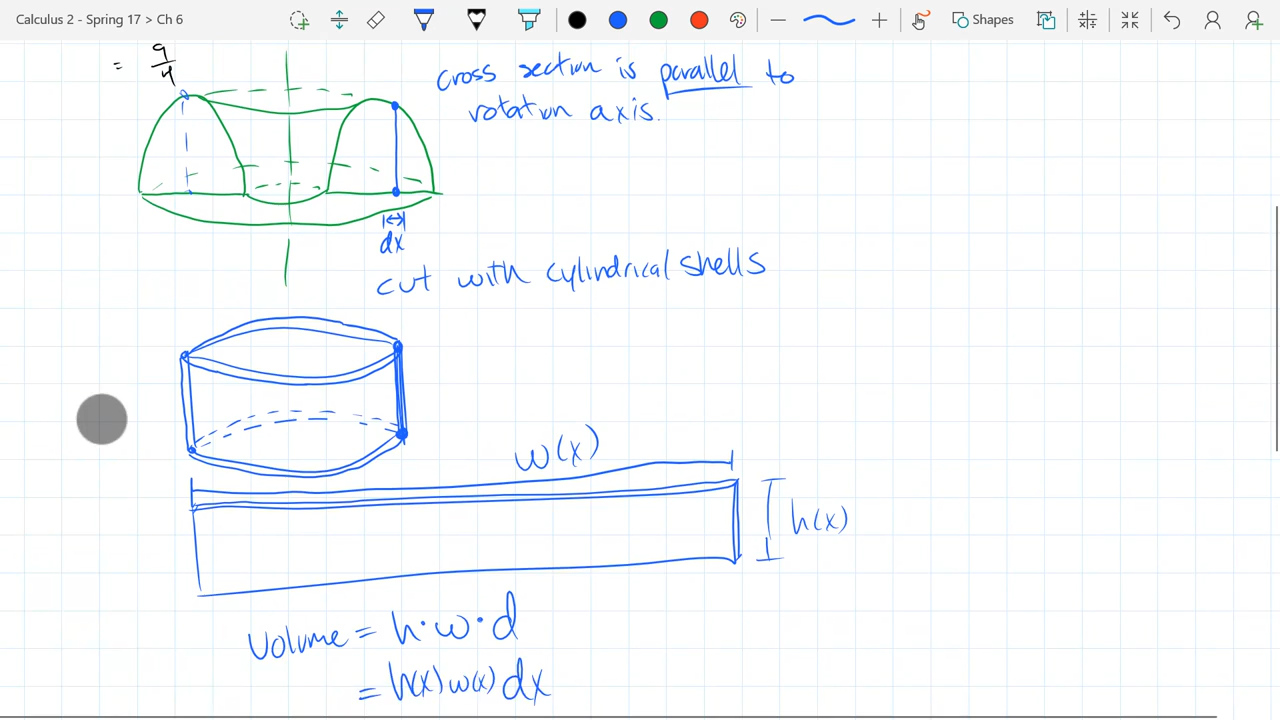 Calculus 2 - Spring 17 > Ch 6
Shapes
= 9/4
cross section is parallel to
rotation axis.
dx
cut with cylindrical shells
w(x)
h(x)
Volume = h · w · d
= h(x) w(x) dx